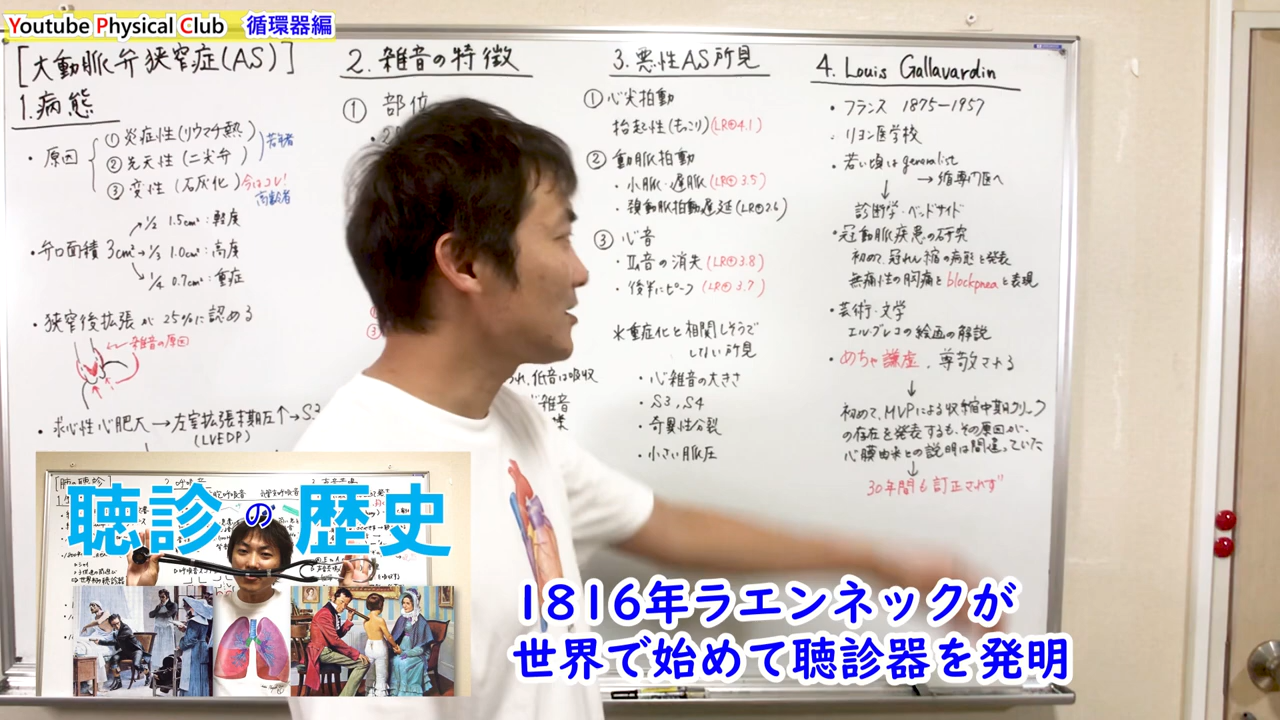 Youtube Physical Club 循環器編
[大動脈弁狭窄症(AS)]
1.病態
・原因
① 炎症性(リウマチ熱)
② 先天性(二尖弁)
若年者
③ 変性(石灰化)今はコレ!
高齢者
・弁口面積 3cm²
1/2 1.5cm²:軽度
1/3 1.0cm²:高度
1/4 0.7cm²:重症
・狭窄後拡張が25%に認める
雑音の原因
・求心性心肥大→左室拡張末期圧↑→S3
(LVEDP)
2.雑音の特徴
① 部位
低音は吸収
雑音
3.悪性AS所見
①心尖拍動
抬起性(もっこり)(LR⊕4.1)
② 動脈拍動
・小脈・遅脈(LR⊕3.5)
・頸動脈拍動遅延(LR⊕2.6)
③ 心音
・Ⅱ音の消失(LR⊕3.8)
・後半にピーク(LR⊕3.7)
※重症化と相関しそうで
しない所見
・心雑音の大きさ
・S3,S4
・奇異性分裂
・小さい脈圧
4.Louis Gallavardin
・フランス 1875-1957
・リヨン医学校
・若い頃はgeneralist
→循専門医へ
↓
診断学・ベッドサイド
・冠動脈疾患の研究
初めて、冠れん縮の病態を発表
無痛性の胸痛をblockpneaと表現
・芸術・文学
エル・グレコの絵画の解説
・めちゃ謙虚、尊敬される
↓
初めて、MVPによる収縮中期クリック
の存在を発表するも、その原因が、
心膜由来との説明は間違っていた
↓
30年間も訂正されず"
聴診の歴史
1816年ラエンネックが
世界で始めて聴診器を発明